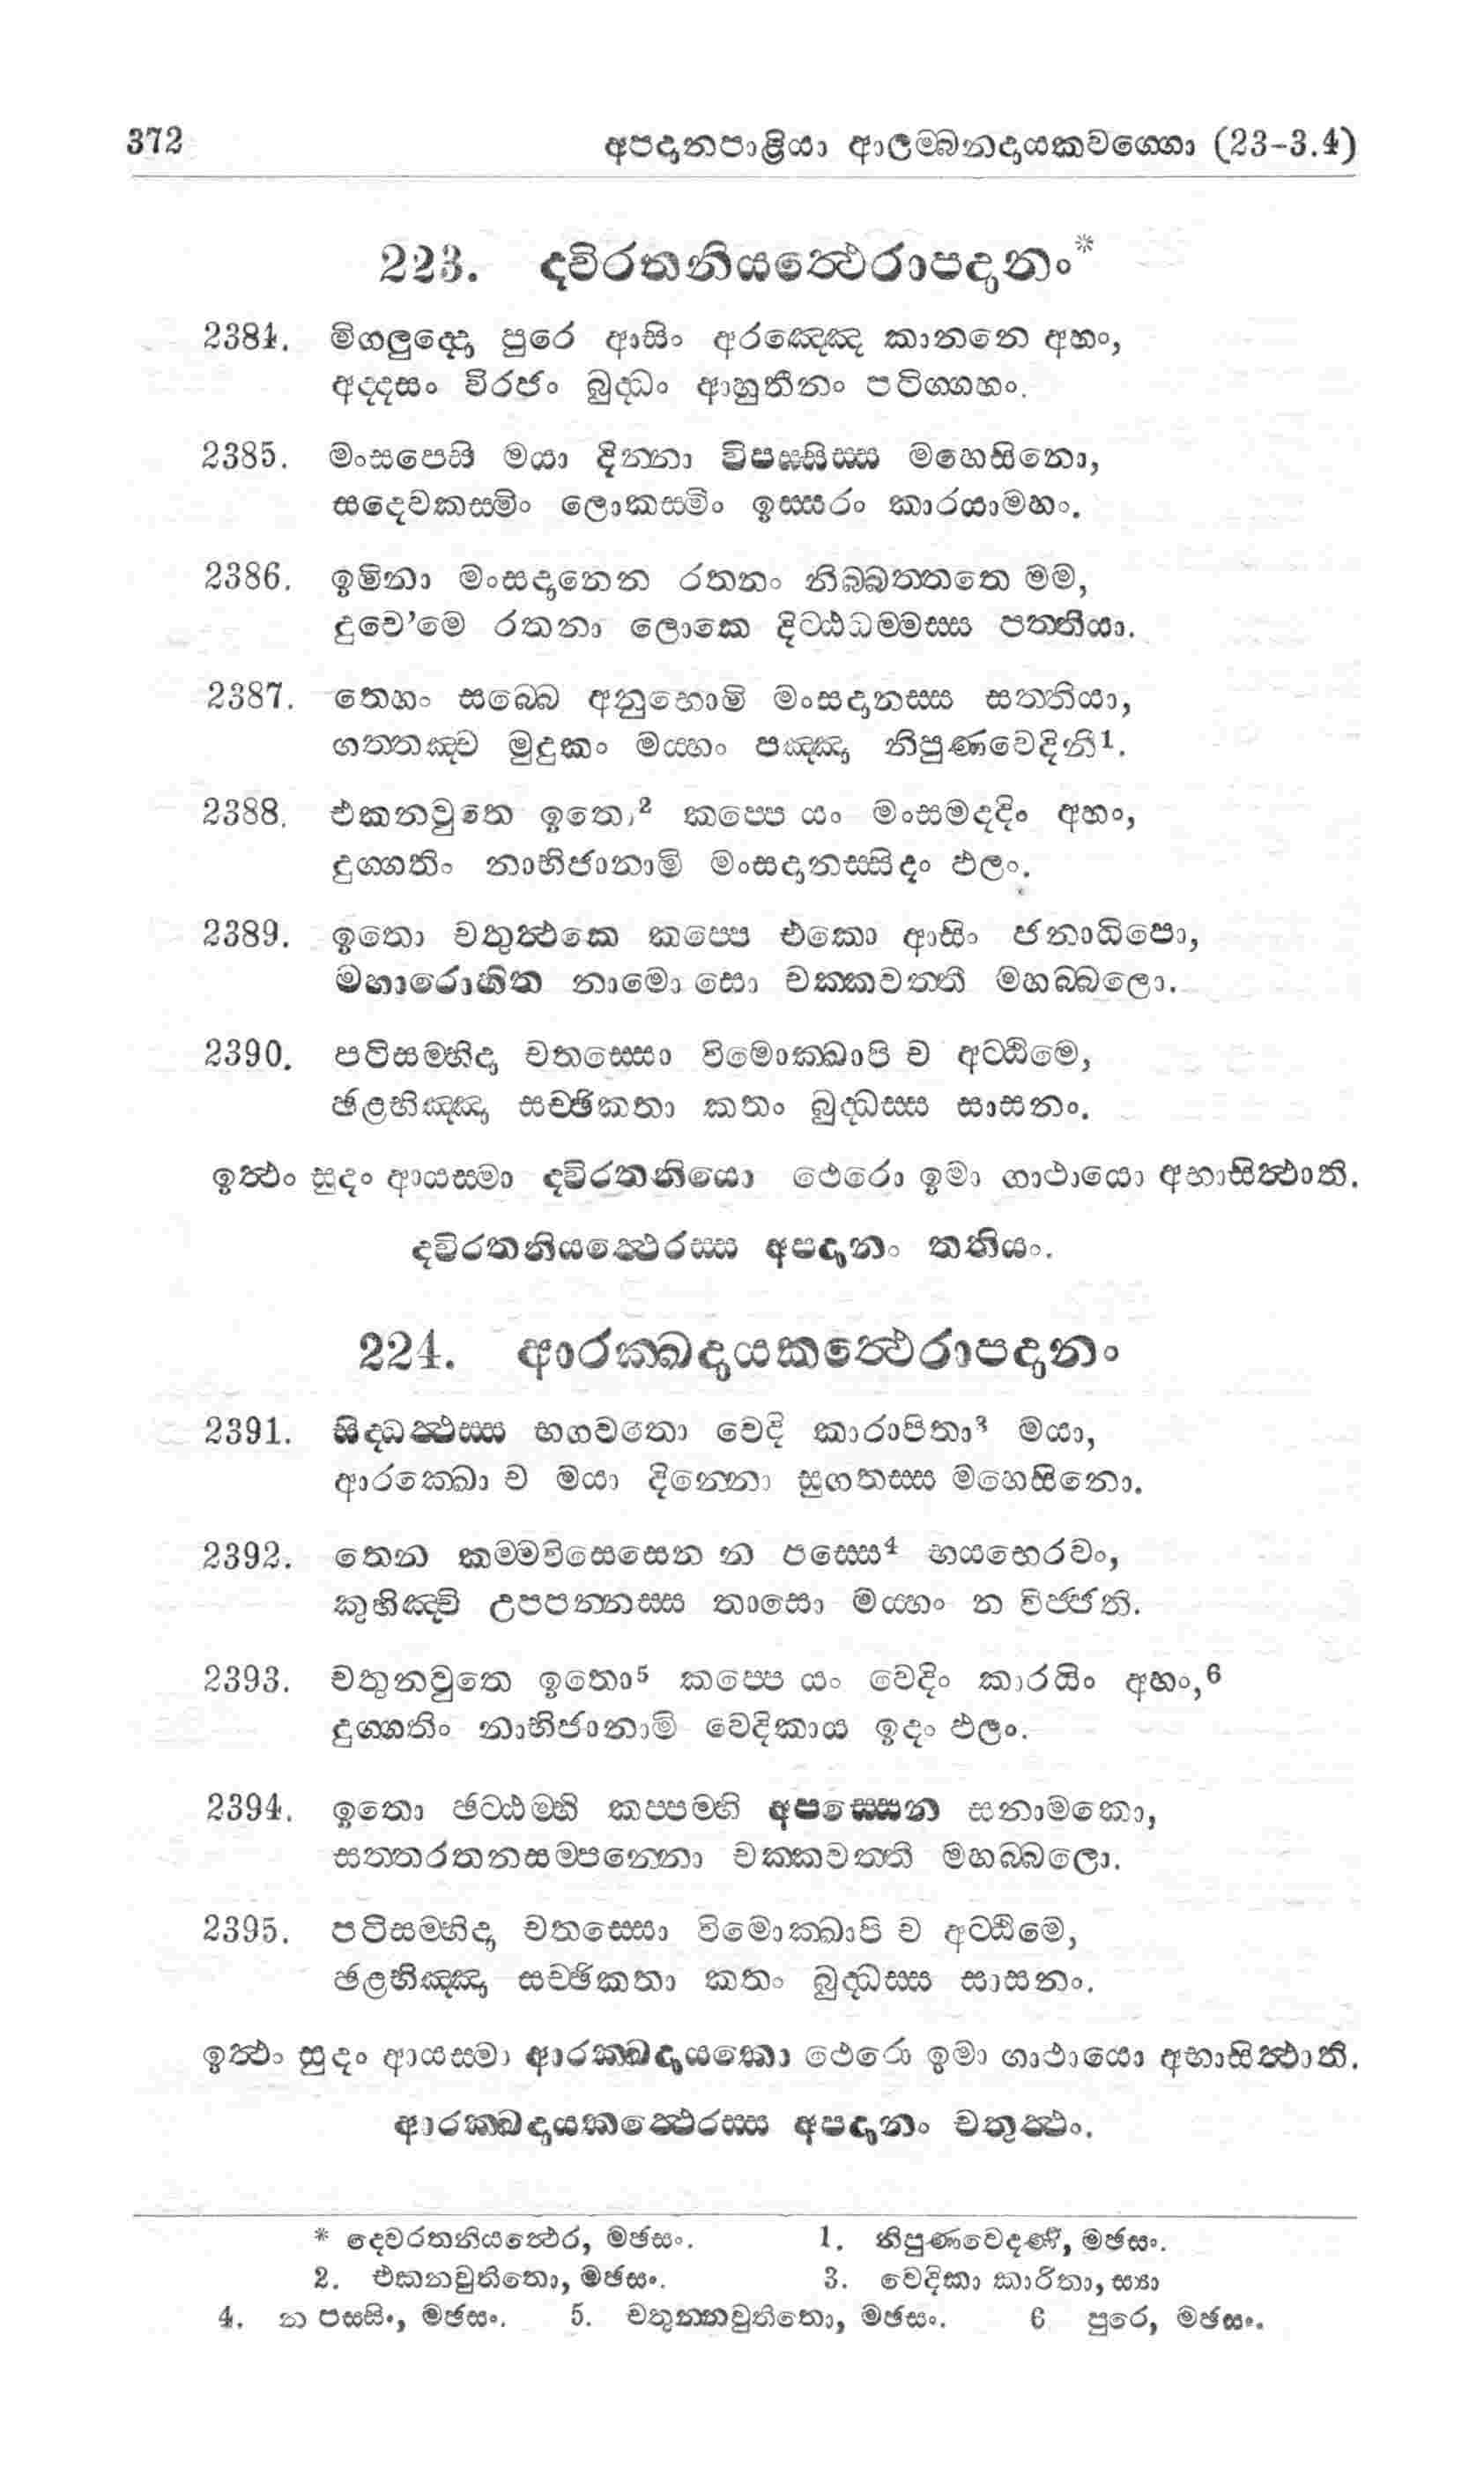 372 අපදානපාළියා ආලම්බනදායකවග්ගො (23-3.4)
223. ද්විරතනියත්ථෙරාපදානං*
2384. මිගලුද්දො පුරෙ ආසිං අරඤ්ඤෙ කානනෙ අහං,
අද්දසං විරජං බුද්ධං ආහුතීනං පටිග්ගහං.
2385. මංසපෙසි මයා දින්නා විපස්සිස්ස මහෙසිනො,
සදෙවකස්මිං ලොකස්මිං ඉස්සරං කාරයාමහං.
2386. ඉමිනා මංසදානෙන රතනං නිබ්බත්තතෙ මම,
දුවෙ’මෙ රතනා ලොකෙ දිට්ඨධම්මස්ස පත්තියා.
2387. තෙහං සබ්බෙ අනුහොමි මංසදානස්ස සත්තියා,
ගත්තඤ්ච මුදුකං මය්හං පඤ්ඤා නිපුණවෙදිනී1.
2388. එකනවුතෙ ඉතො2 කප්පෙ යං මංසමදදිං අහං,
දුග්ගතිං නාභිජානාමි මංසදානස්සිදං ඵලං.
2389. ඉතො චතුත්ථකෙ කප්පෙ එකො ආසිං ජනාධිපො,
මහාරොහිත නාමො සො චක්කවත්තී මහබ්බලො.
2390. පටිසම්භිදා චතස්සො විමොක්ඛාපි ච අට්ඨිමෙ,
ඡළභිඤ්ඤා සච්ඡිකතා කතං බුද්ධස්ස සාසනං.
ඉත්ථං සුදං ආයස්මා ද්විරතනියො ථෙරො ඉමා ගාථායො අභාසිත්ථාති.
ද්විරතනියත්ථෙරස්ස අපදානං තතියං.
224. ආරක්ඛදායකත්ථෙරාපදානං
2391. සිද්ධත්ථස්ස භගවතො වෙදි කාරාපිතා3 මයා,
ආරක්ඛො ච මයා දින්නො සුගතස්ස මහෙසිනො.
2392. තෙන කම්මවිසෙසෙන න පස්සෙ4 භයභෙරවං,
කුහිඤ්චි උපපන්නස්ස තාසො මය්හං න විජ්ජති.
2393. චතුනවුතෙ ඉතො5 කප්පෙ යං වෙදිං කාරයිං අහං,6
දුග්ගතිං නාභිජානාමි වෙදිකාය ඉදං ඵලං.
2394. ඉතො ඡට්ඨම්හි කප්පම්හි අපස්සෙන සනාමකො,
සත්තරතනසම්පන්නො චක්කවත්තී මහබ්බලො.
2395. පටිසම්භිදා චතස්සො විමොක්ඛාපි ච අට්ඨිමෙ,
ඡළභිඤ්ඤා සච්ඡිකතා කතං බුද්ධස්ස සාසනං.
ඉත්ථං සුදං ආයස්මා ආරක්ඛදායකො ථෙරො ඉමා ගාථායො අභාසිත්ථාති.
ආරක්ඛදායකත්ථෙරස්ස අපදානං චතුත්ථං.
* දෙවරතනියත්ථෙර, මඡසං. 1. නිපුණවෙදණී, මඡසං.
2. එකනවුතිතො, මඡසං. 3. වෙදිකා කාරිතා, ස්‍යා
4. න පස්සිං, මඡසං. 5. චතුන්නවුතිතො, මඡසං. 6 පුරෙ, මඡසං.